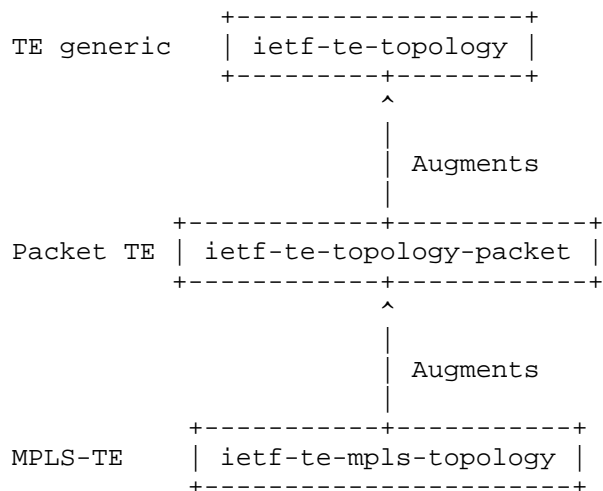 TE generic | ietf-te-topology |
Augments
Packet TE | ietf-te-topology-packet |
Augments
MPLS-TE | ietf-te-mpls-topology |